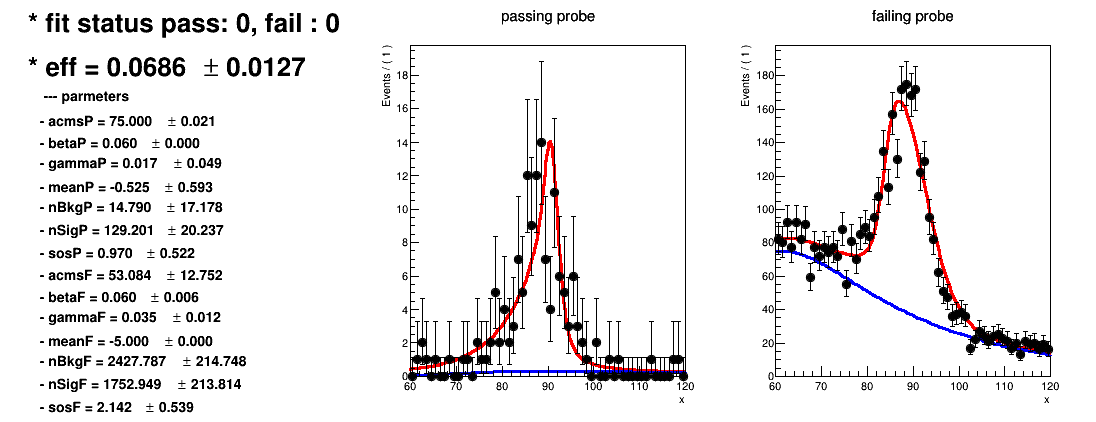 * fit status pass: 0, fail : 0
* eff = 0.0686 ± 0.0127
--- parmeters
- acmsP = 75.000 ± 0.021
- betaP = 0.060 ± 0.000
- gammaP = 0.017 ± 0.049
- meanP = -0.525 ± 0.593
- nBkgP = 14.790 ± 17.178
- nSigP = 129.201 ± 20.237
- sosP = 0.970 ± 0.522
- acmsF = 53.084 ± 12.752
- betaF = 0.060 ± 0.006
- gammaF = 0.035 ± 0.012
- meanF = -5.000 ± 0.000
- nBkgF = 2427.787 ± 214.748
- nSigF = 1752.949 ± 213.814
- sosF = 2.142 ± 0.539
passing probe
Events / ( 1 )
18
16
14
12
10
8
6
4
2
0
60 70 80 90 100 110 120
x
failing probe
Events / ( 1 )
180
160
140
120
100
80
60
40
20
0
60 70 80 90 100 110 120
x